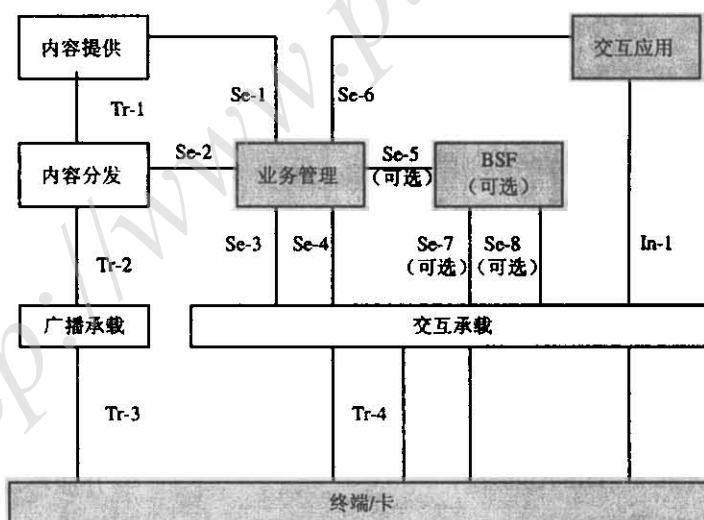 内容提供
交互应用
Tr-1
Se-1
Se-6
内容分发
Se-2
业务管理
Se-5
(可选)
BSF
(可选)
Tr-2
Se-3
Se-4
Se-7
(可选)
Se-8
(可选)
In-1
广播承载
交互承载
Tr-3
Tr-4
终端/卡